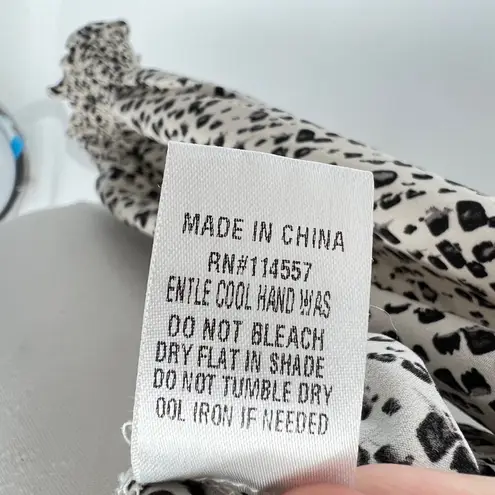 MADE IN CHINA
RN#114557
ENTLE COOL HAND WAS
DO NOT BLEACH
DRY FLAT IN SHADE
DO NOT TUMBLE DRY
OOL IRON IF NEEDED